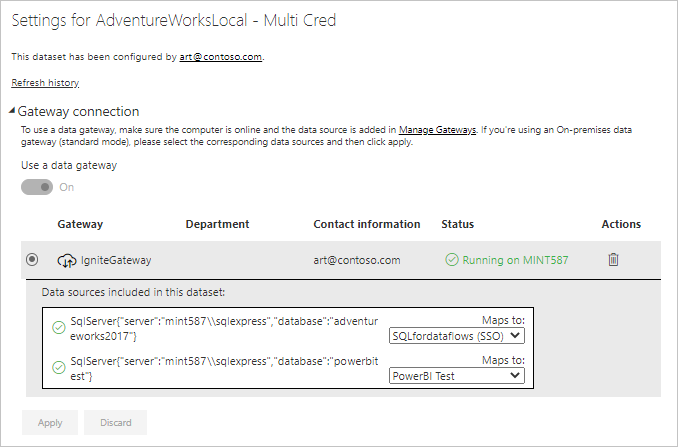 Settings for AdventureWorksLocal - Multi Cred
This dataset has been configured by art@contoso.com.
Refresh history
Gateway connection
To use a data gateway, make sure the computer is online and the data source is added in Manage Gateways. If you're using an On-premises data
gateway (standard mode), please select the corresponding data sources and then click apply.
Use a data gateway
On
Gateway Department Contact information Status Actions
IgniteGateway art@contoso.com Running on MINT587
Data sources included in this dataset:
SqlServer{"server":"mint587\\sqlexpress","database":"adventur
eworks2017"}
Maps to:
SQLfordataflows (SSO)
SqlServer{"server":"mint587\\sqlexpress","database":"powerbit
est"}
Maps to:
PowerBI Test
Apply Discard